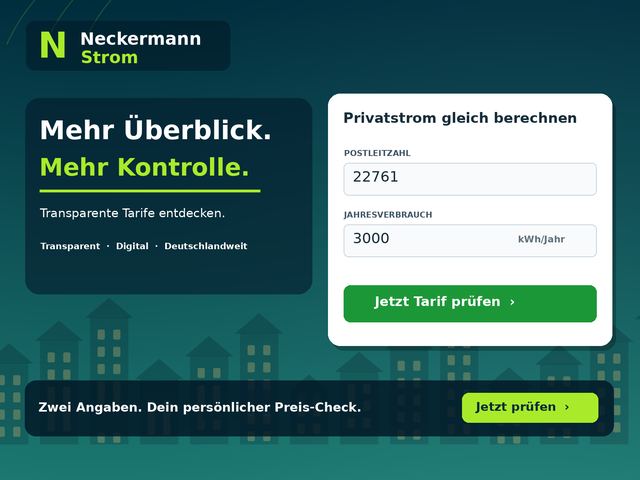 N
Neckermann
Strom
Mehr Überblick.
Mehr Kontrolle.
Transparente Tarife entdecken.
Transparent · Digital · Deutschlandweit
Privatstrom gleich berechnen
POSTLEITZAHL
22761
JAHRESVERBRAUCH
3000 kWh/Jahr
Jetzt Tarif prüfen ›
Zwei Angaben. Dein persönlicher Preis-Check.
Jetzt prüfen ›